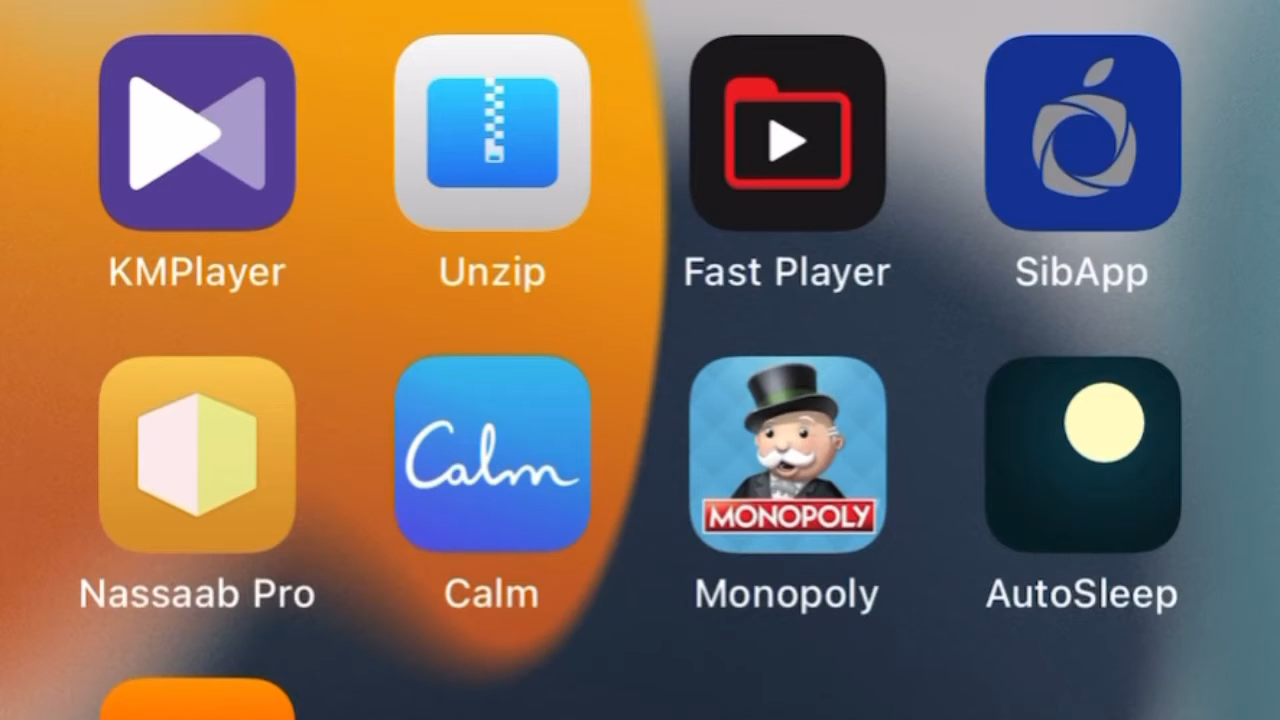 KMPlayer
Unzip
Fast Player
SibApp
Calm
MONOPOLY
Nassaab Pro
Calm
Monopoly
AutoSleep